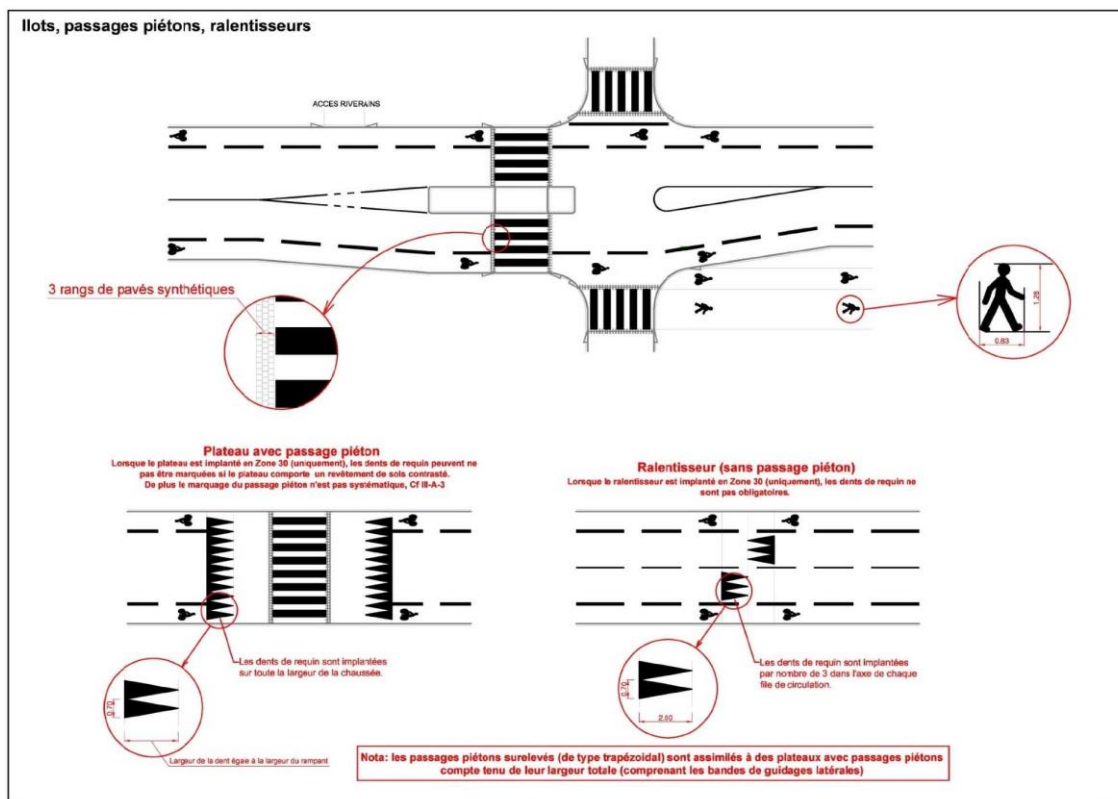 Ilots, passages piétons, ralentisseurs
ACCES RIVERAINS
3 rangs de pavés synthétiques
1.28
0.83
Plateau avec passage piéton
Lorsque le plateau est implanté en Zone 30 (uniquement), les dents de requin peuvent ne
pas être marquées si le plateau comporte un revêtement de sols contrasté.
De plus le marquage du passage piéton n'est pas systématique, Cf III-A-3
Ralentisseur (sans passage piéton)
Lorsque le ralentisseur est implanté en Zone 30 (uniquement), les dents de requin ne
sont pas obligatoires.
Les dents de requin sont implantées
sur toute la largeur de la chaussée.
0.70
Largeur de la dent égale à la largeur du rampant
Les dents de requin sont implantées
par nombre de 3 dans l'axe de chaque
file de circulation.
0.70
2.00
Nota: les passages piétons surelevés (de type trapézoidal) sont assimilés à des plateaux avec passages piétons
compte tenu de leur largeur totale (comprenant les bandes de guidages latérales)